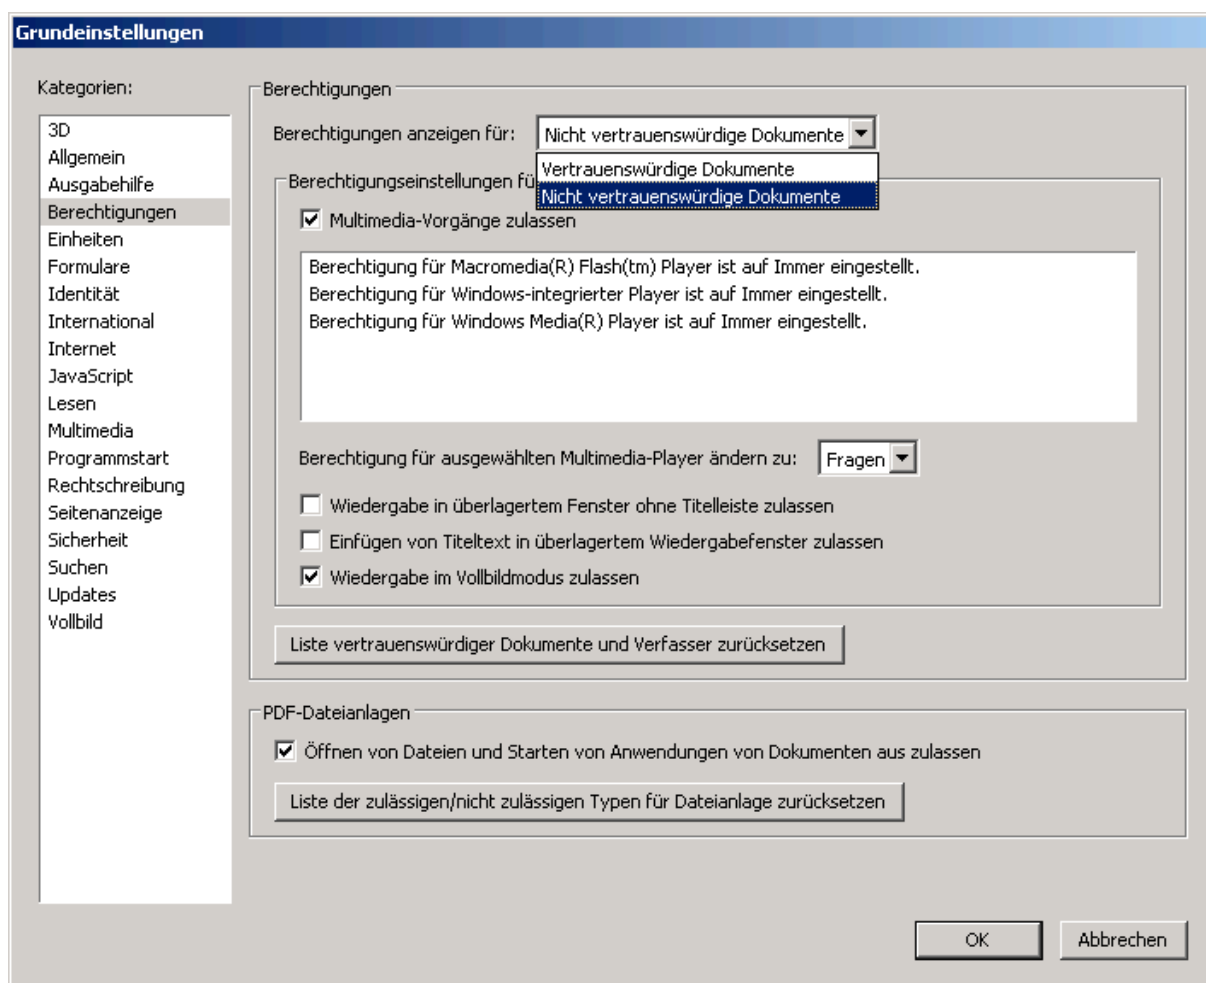 Grundeinstellungen
Kategorien:
3D
Allgemein
Ausgabehilfe
Berechtigungen
Einheiten
Formulare
Identität
International
Internet
JavaScript
Lesen
Multimedia
Programmstart
Rechtschreibung
Seitenanzeige
Sicherheit
Suchen
Updates
Vollbild
Berechtigungen
Berechtigungen anzeigen für: Nicht vertrauenswürdige Dokumente
Vertrauenswürdige Dokumente
Nicht vertrauenswürdige Dokumente
Berechtigungseinstellungen fü
Multimedia-Vorgänge zulassen
Berechtigung für Macromedia(R) Flash(tm) Player ist auf Immer eingestellt.
Berechtigung für Windows-integrierter Player ist auf Immer eingestellt.
Berechtigung für Windows Media(R) Player ist auf Immer eingestellt.
Berechtigung für ausgewählten Multimedia-Player ändern zu: Fragen
Wiedergabe in überlagertem Fenster ohne Titelleiste zulassen
Einfügen von Titeltext in überlagertem Wiedergabefenster zulassen
Wiedergabe im Vollbildmodus zulassen
Liste vertrauenswürdiger Dokumente und Verfasser zurücksetzen
PDF-Dateianlagen
Öffnen von Dateien und Starten von Anwendungen von Dokumenten aus zulassen
Liste der zulässigen/nicht zulässigen Typen für Dateianlage zurücksetzen
OK Abbrechen